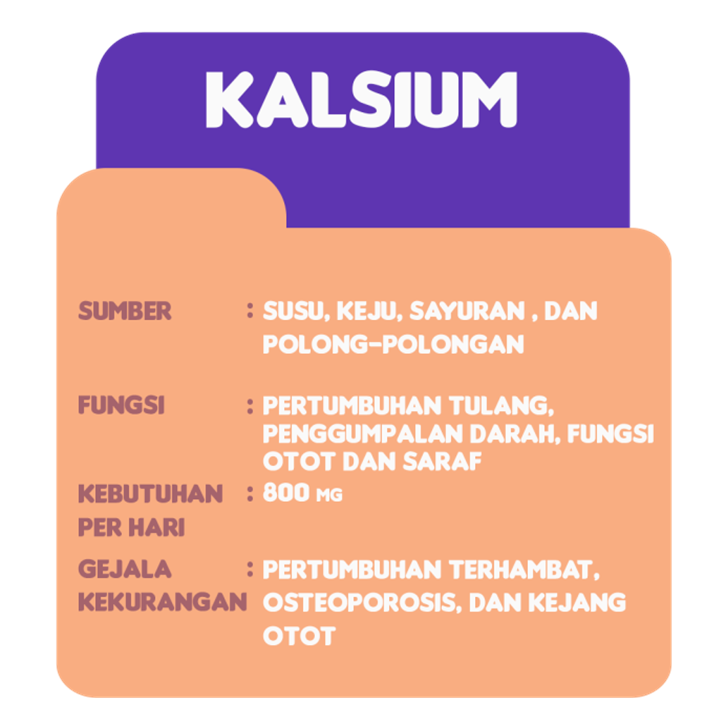 KALSIUM
SUMBER : SUSU, KEJU, SAYURAN , DAN
POLONG-POLONGAN
FUNGSI : PERTUMBUHAN TULANG,
PENGGUMPALAN DARAH, FUNGSI
OTOT DAN SARAF
KEBUTUHAN : 800 MG
PER HARI
GEJALA : PERTUMBUHAN TERHAMBAT,
KEKURANGAN OSTEOPOROSIS, DAN KEJANG
OTOT